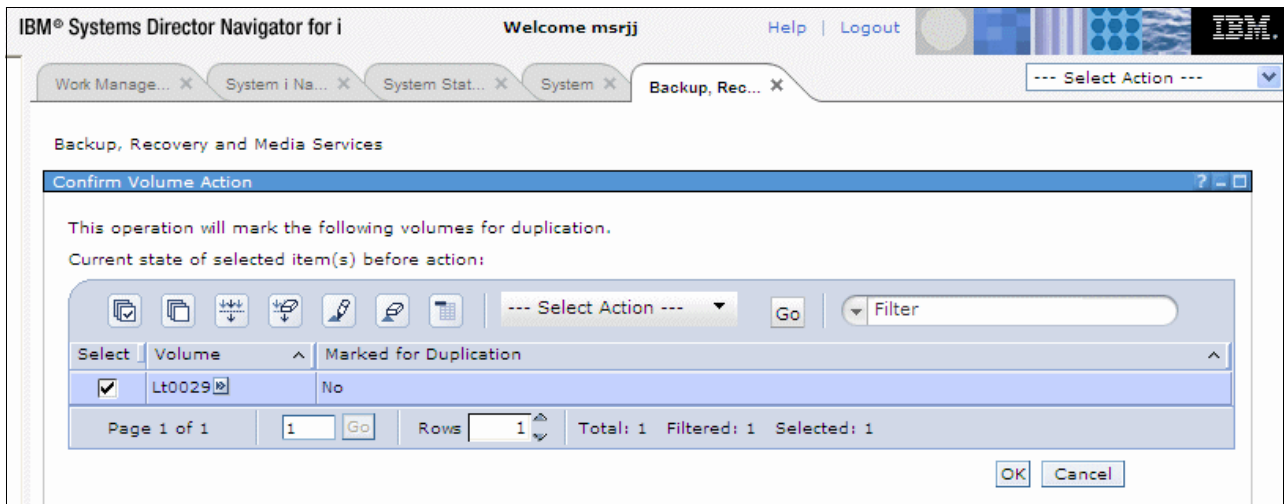 IBM® Systems Director Navigator for i Welcome msrjj Help | Logout IBM.
Work Manage... System i Na... System Stat... System Backup, Rec... --- Select Action ---
Backup, Recovery and Media Services
Confirm Volume Action ?
This operation will mark the following volumes for duplication.
Current state of selected item(s) before action:
--- Select Action --- Go Filter
Select Volume Marked for Duplication
Lt0029 No
Page 1 of 1 1 Go Rows 1 Total: 1 Filtered: 1 Selected: 1
OK Cancel